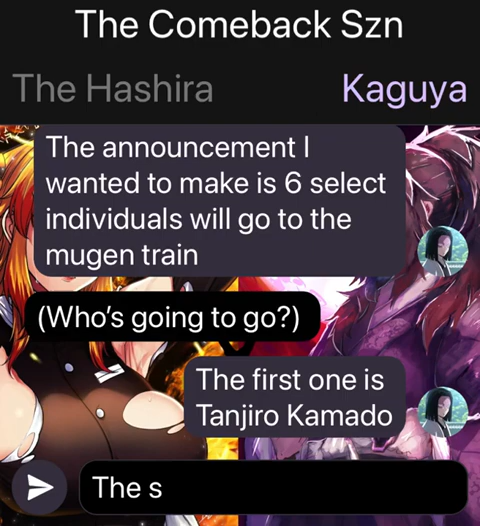 The Comeback Szn
The Hashira
Kaguya
The announcement I
wanted to make is 6 select
individuals will go to the
mugen train
(Who's going to go?)
The first one is
Tanjiro Kamado
The s